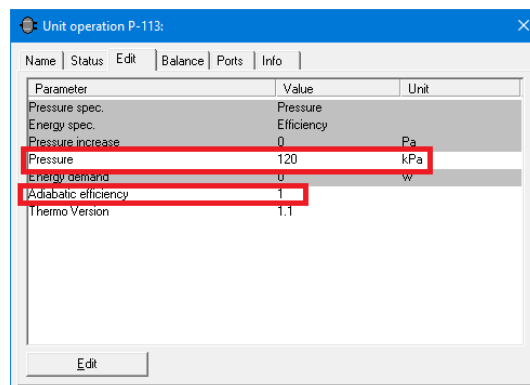 Unit operation P-113:
Name Status Edit Balance Ports Info
Parameter Value Unit
Pressure spec. Pressure
Energy spec. Efficiency
Pressure increase 0 Pa
Pressure 120 kPa
Energy demand 0 W
Adiabatic efficiency 1
Thermo Version 1.1
Edit